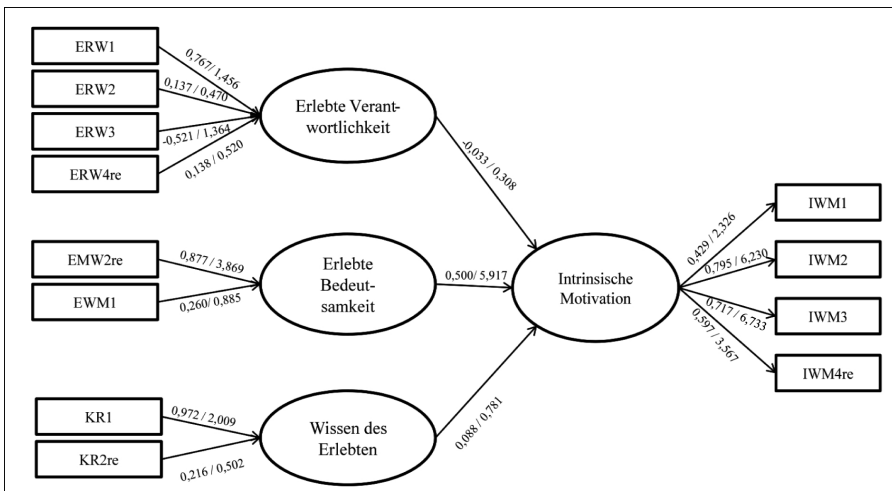 ERW1
ERW2
ERW3
ERW4re
0,767/1,456
0,137 / 0,470
-0,521 / 1,364
0,138 / 0,520
Erlebte Verant-
wortlichkeit
-0,033 / 0,308
EMW2re
EWM1
0,877 / 3,869
0,260/ 0,885
Erlebte
Bedeut-
samkeit
0,500/ 5,917
KR1
KR2re
0,972 / 2,009
0,216 / 0,502
Wissen des
Erlebten
0,088 / 0,781
Intrinsische
Motivation
0,429 / 2,326
0,795 / 6,230
0,717 / 6,733
0,597 / 3,567
IWM1
IWM2
IWM3
IWM4re